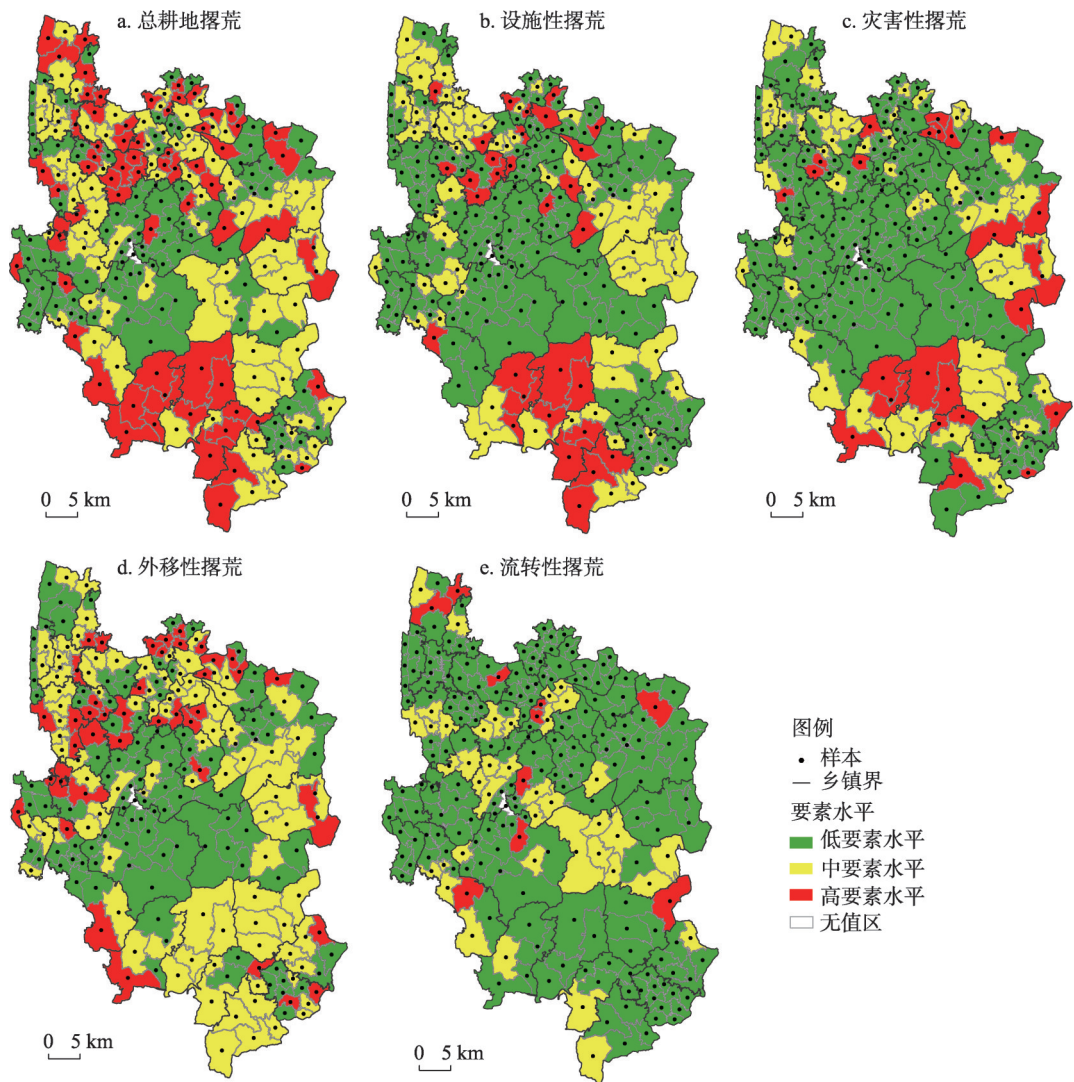 a. 总耕地撂荒
b. 设施性撂荒
c. 灾害性撂荒
0 5 km
0 5 km
0 5 km
d. 外移性撂荒
e. 流转性撂荒
图例
样本
乡镇界
要素水平
低要素水平
中要素水平
高要素水平
无值区
0 5 km
0 5 km